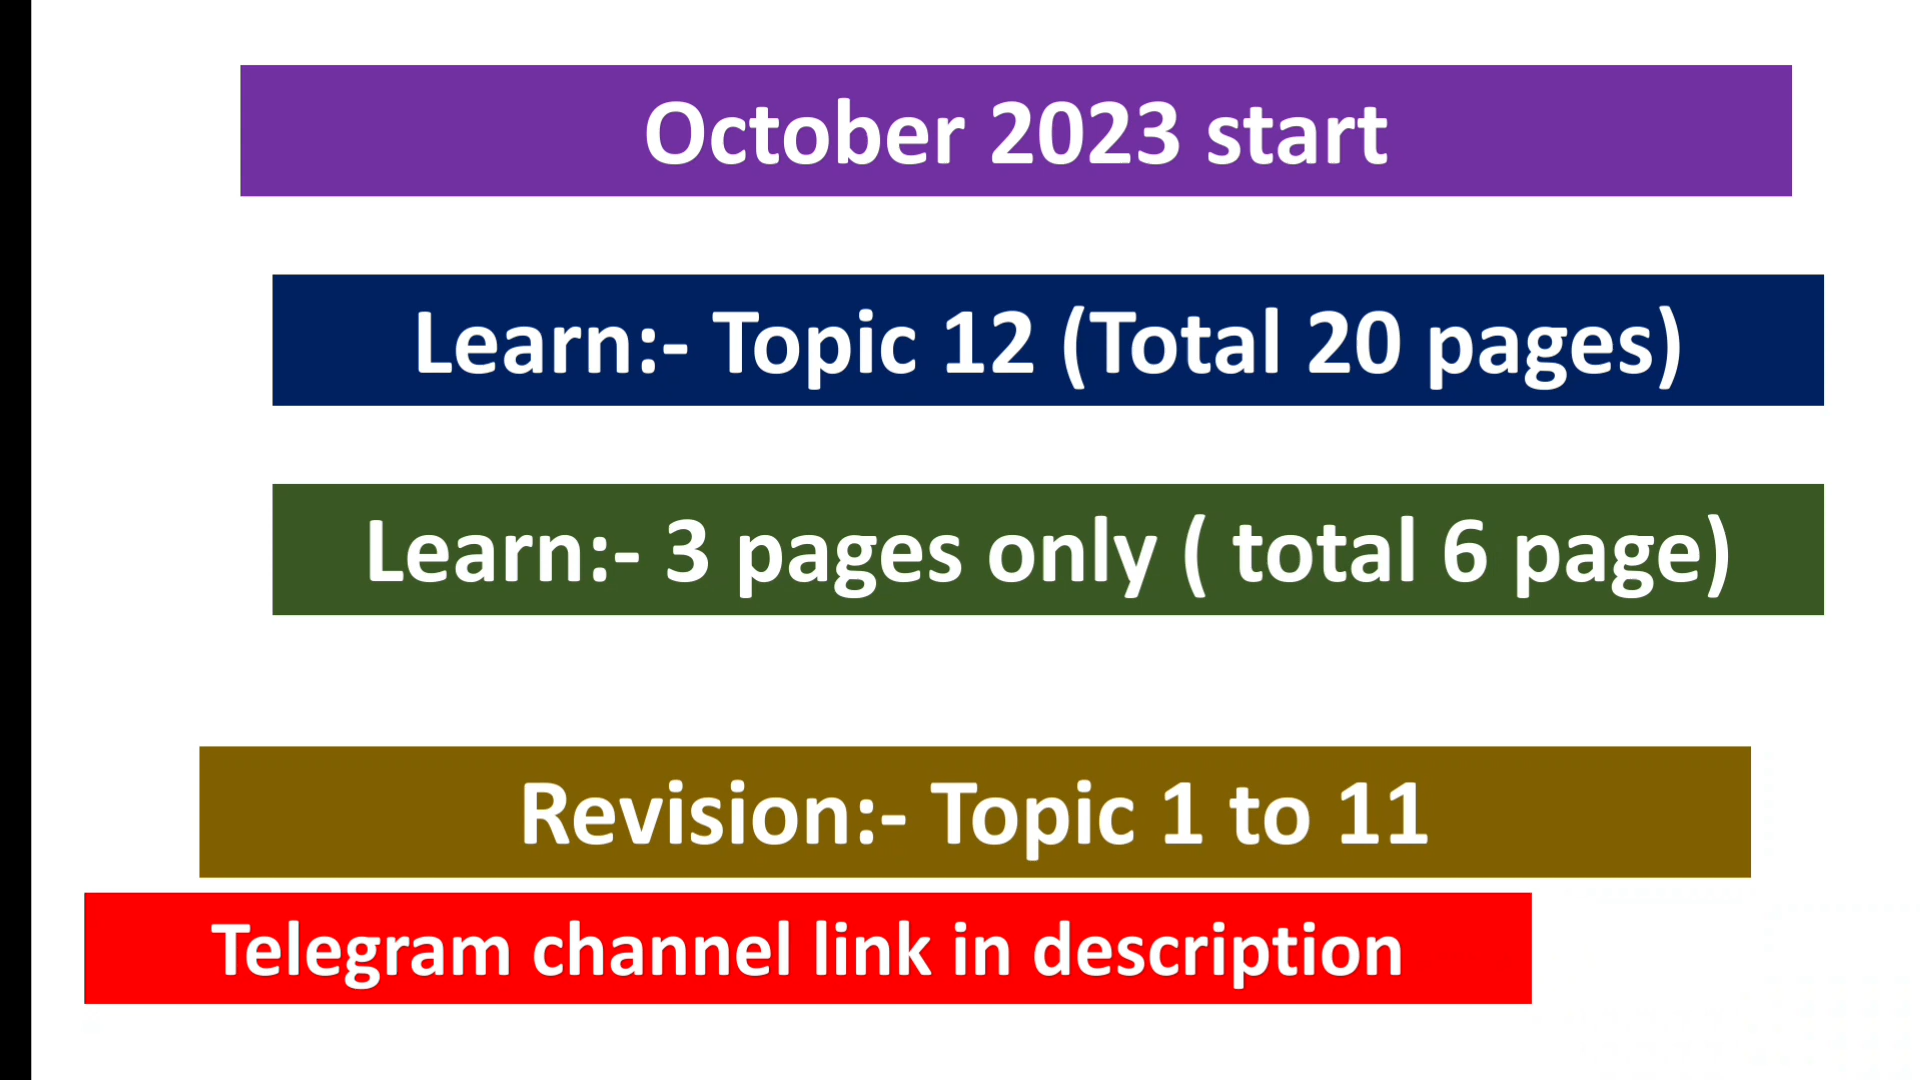 October 2023 start
Learn:- Topic 12 (Total 20 pages)
Learn:- 3 pages only ( total 6 page)
Revision:- Topic 1 to 11
Telegram channel link in description